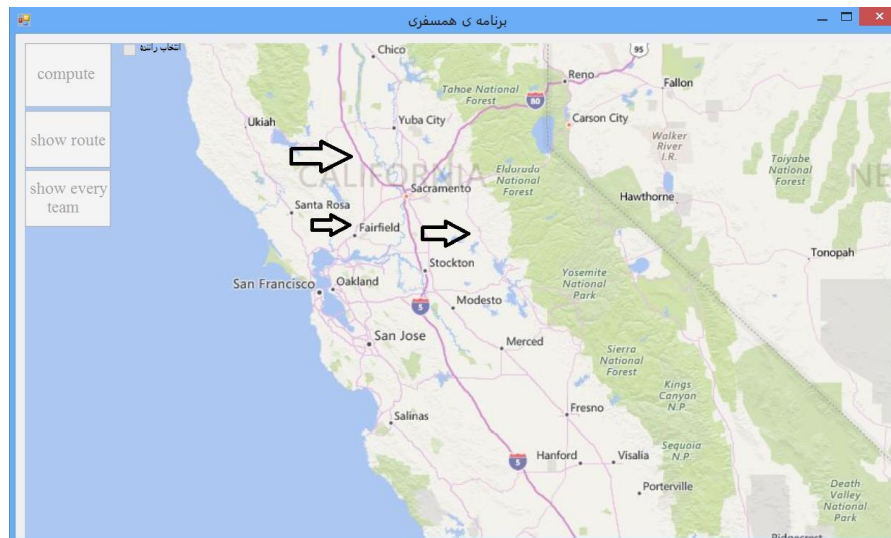 برنامه ی همسفری
انتخاب راننده
compute
show route
show every
team
Chico
95
Reno
Fallon
Tahoe National
Forest
80
Ukiah
Yuba City
Carson City
Walker
River
I.R.
CALIFORNIA
Eldorado
National
Forest
Toiyabe
National
Forest
NE
Sacramento
Santa Rosa
Hawthorne
Fairfield
Stockton
Tonopah
San Francisco
Oakland
Yosemite
National
Park
5
Modesto
San Jose
Merced
Sierra
National
Forest
Kings
Canyon
N.P.
Salinas
Fresno
Sequoia
N.P.
5
Hanford
Visalia
Porterville
Death
Valley
National
Park
Ridgecrest